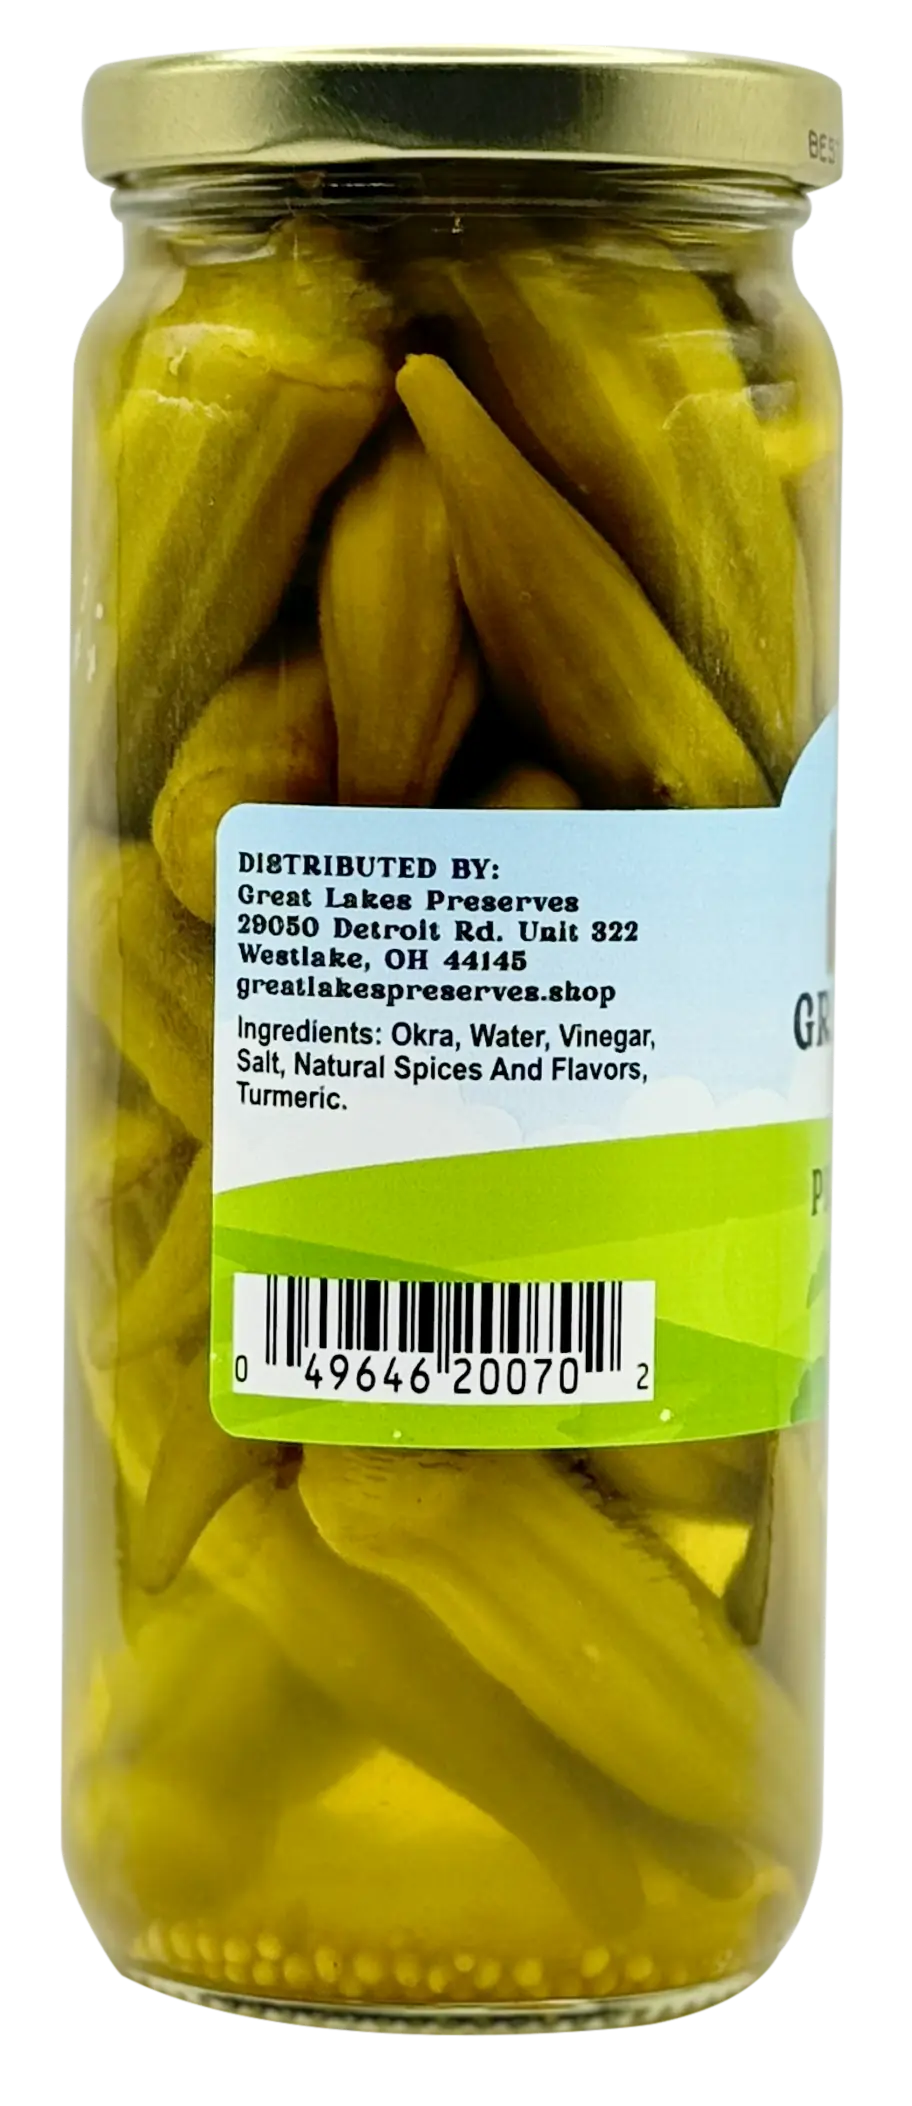 BEST
DISTRIBUTED BY:
Great Lakes Preserves
29050 Detroit Rd. Unit 322
Westlake, OH 44145
greatlakespreserves.shop
Ingredients: Okra, Water, Vinegar,
Salt, Natural Spices And Flavors,
Turmeric.
0 49646 20070 2